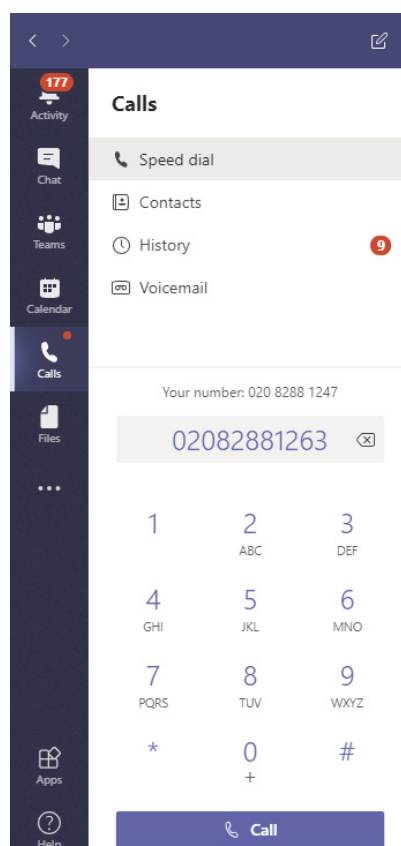 177
Activity
Chat
Teams
Calendar
Calls
Files
Apps
Help
Calls
Speed dial
Contacts
History 9
Voicemail
Your number: 020 8288 1247
02082881263
1 2 3
ABC DEF
4 5 6
GHI JKL MNO
7 8 9
PQRS TUV WXYZ
* 0 #
+
Call